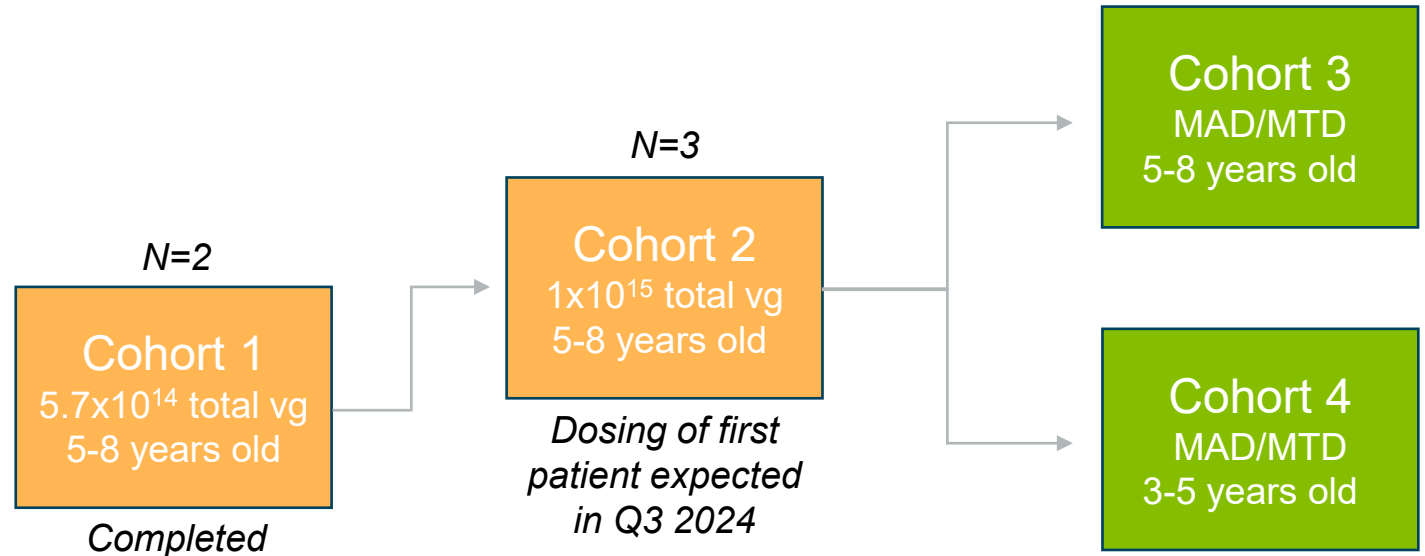 N=2
Cohort 1
5.7x10¹⁴ total vg
5-8 years old
Completed
N=3
Cohort 2
1x10¹⁵ total vg
5-8 years old
Dosing of first
patient expected
in Q3 2024
Cohort 3
MAD/MTD
5-8 years old
Cohort 4
MAD/MTD
3-5 years old